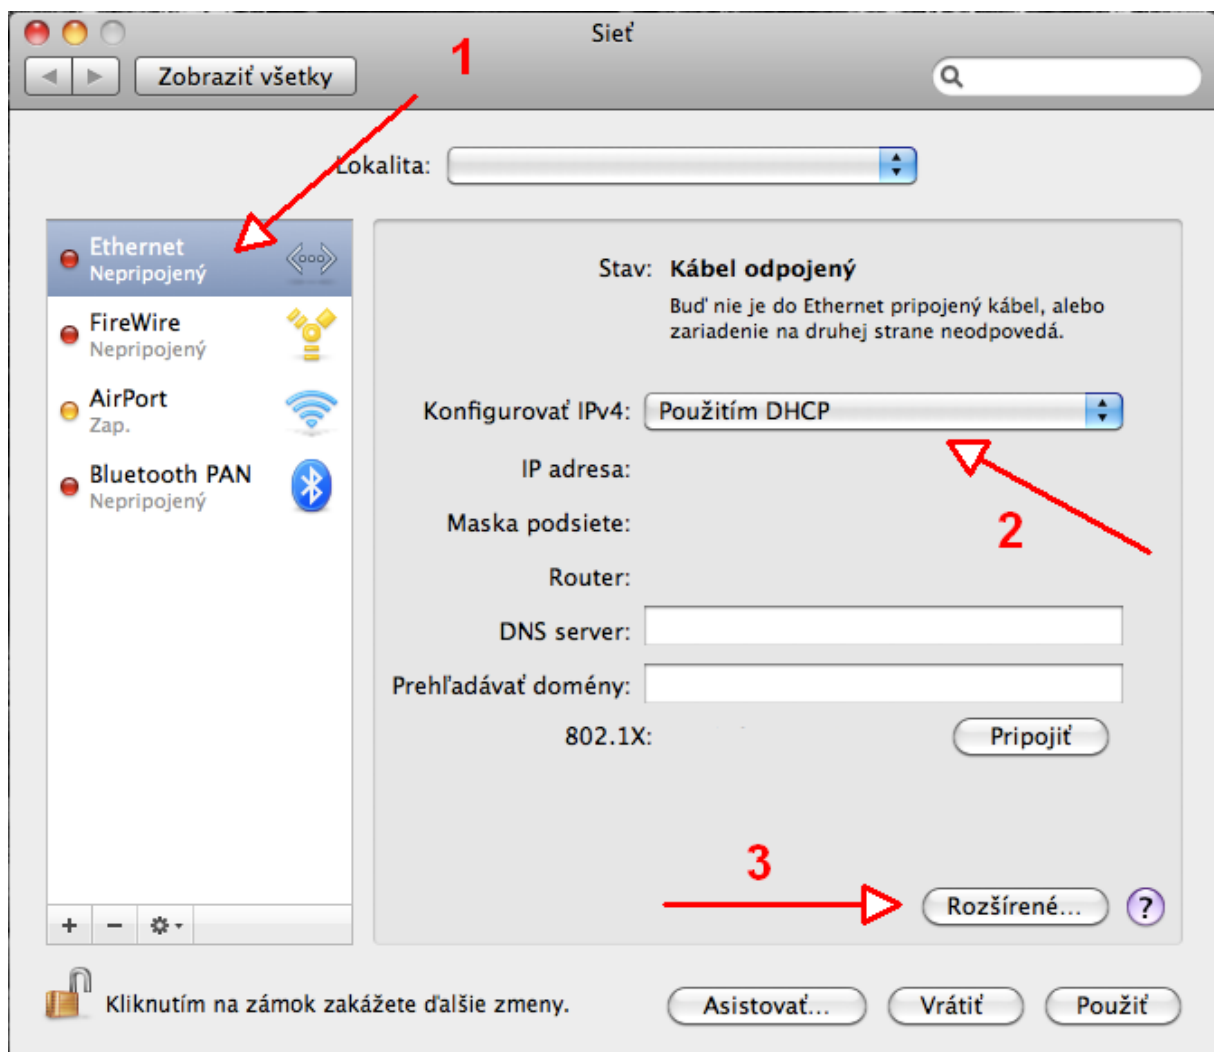 Sieť
1
Zobraziť všetky
Lokalita:
Ethernet
Nepripojený
FireWire
Nepripojený
AirPort
Zap.
Bluetooth PAN
Nepripojený
Stav: Kábel odpojený
Buď nie je do Ethernet pripojený kábel, alebo
zariadenie na druhej strane neodpovedá.
Konfigurovať IPv4: Použitím DHCP
IP adresa:
2
Maska podsiete:
Router:
DNS server:
Prehľadávať domény:
802.1X: Pripojiť
3
Rozšírené... ?
+ −
Kliknutím na zámok zakážete ďalšie zmeny.
Asistovať... Vrátiť Použiť